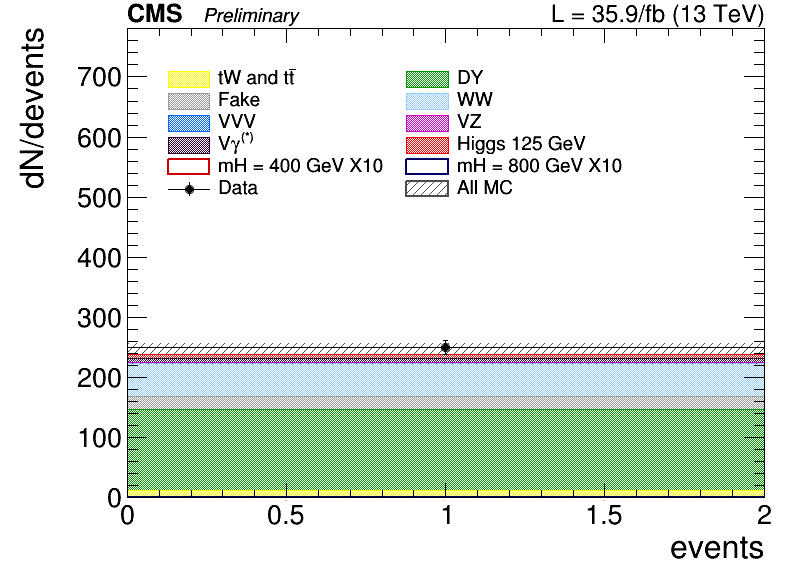 CMS Preliminary L = 35.9/fb (13 TeV)
dN/devents
700
600
500
400
300
200
100
0
tW and tt̄ DY
Fake WW
VVV VZ
Vγ(*) Higgs 125 GeV
mH = 400 GeV X10 mH = 800 GeV X10
Data All MC
0 0.5 1 1.5 2
events